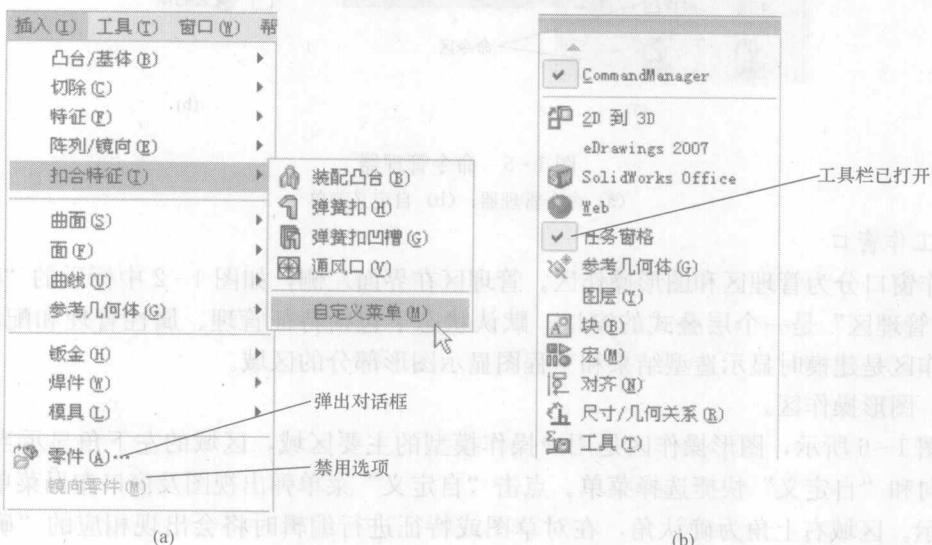 插入(I) 工具(T) 窗口(W) 帮
凸台/基体(B)
切除(C)
特征(F)
阵列/镜向(E)
扣合特征(T)
曲面(S)
面(F)
曲线(U)
参考几何体(G)
钣金(H)
焊件(W)
模具(L)
零件(A)...
镜向零件(M)
装配凸台(B)
弹簧扣(H)
弹簧扣凹槽(G)
通风口(V)
自定义菜单(M)
弹出对话框
禁用选项
(a)
CommandManager
2D 到 3D
eDrawings 2007
SolidWorks Office
Web
任务窗格
参考几何体(G)
图层(Y)
块(B)
宏(M)
对齐(N)
尺寸/几何关系(R)
工具(T)
工具栏已打开
(b)